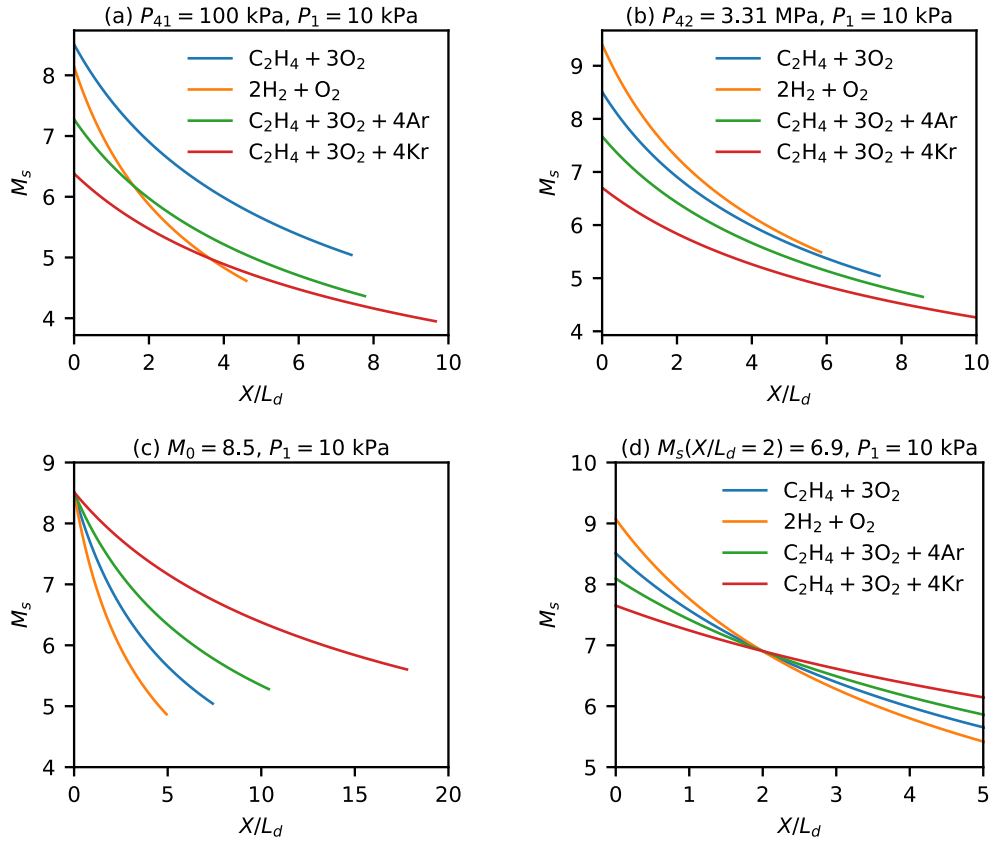 (a) P₄₁ = 100 kPa, P₁ = 10 kPa
8
7
6
5
4
Mₛ
C₂H₄ + 3O₂
2H₂ + O₂
C₂H₄ + 3O₂ + 4Ar
C₂H₄ + 3O₂ + 4Kr
0 2 4 6 8 10
X/L_d
(b) P₄₂ = 3.31 MPa, P₁ = 10 kPa
9
8
7
6
5
4
Mₛ
C₂H₄ + 3O₂
2H₂ + O₂
C₂H₄ + 3O₂ + 4Ar
C₂H₄ + 3O₂ + 4Kr
0 2 4 6 8 10
X/L_d
(c) M₀ = 8.5, P₁ = 10 kPa
9
8
7
6
5
4
Mₛ
0 5 10 15 20
X/L_d
(d) Mₛ(X/L_d = 2) = 6.9, P₁ = 10 kPa
10
9
8
7
6
5
Mₛ
C₂H₄ + 3O₂
2H₂ + O₂
C₂H₄ + 3O₂ + 4Ar
C₂H₄ + 3O₂ + 4Kr
0 1 2 3 4 5
X/L_d